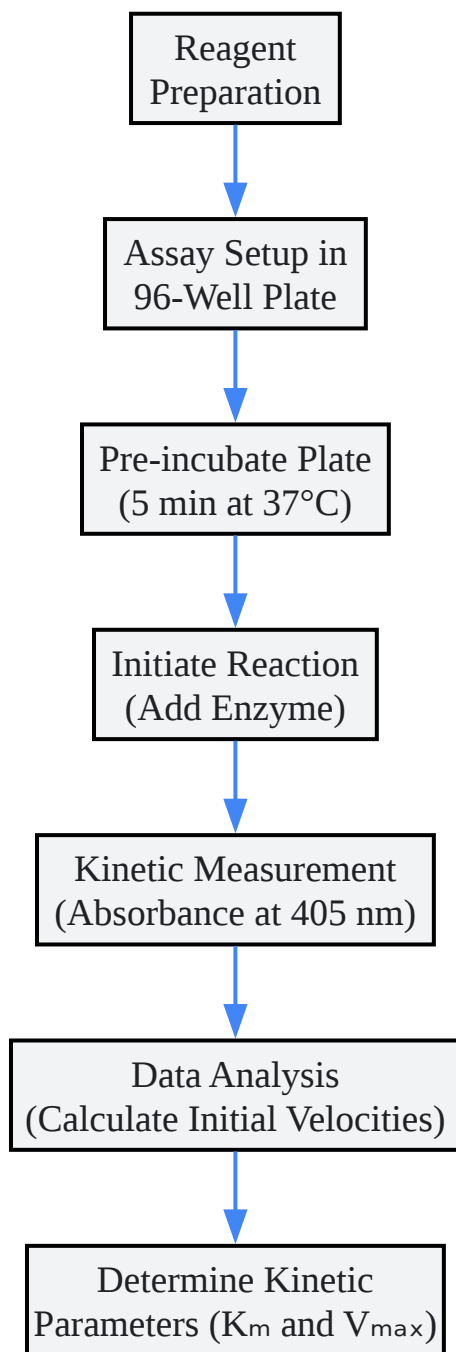 Reagent
Preparation
Assay Setup in
96-Well Plate
Pre-incubate Plate
(5 min at 37°C)
Initiate Reaction
(Add Enzyme)
Kinetic Measurement
(Absorbance at 405 nm)
Data Analysis
(Calculate Initial Velocities)
Determine Kinetic
Parameters (Kₘ and Vₘₐₓ)